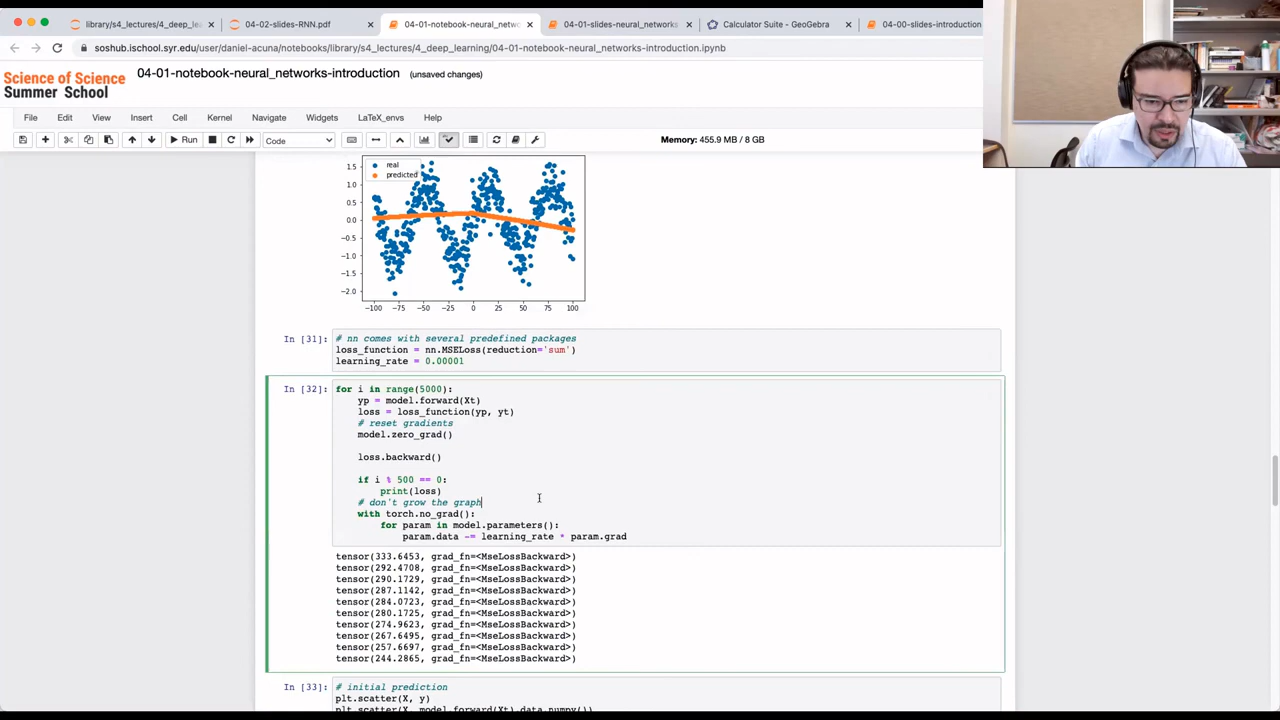 library/s4_lectures/4_deep_le
04-02-slides-RNN.pdf
04-01-notebook-neural_netwo
04-01-slides-neural_networks
Calculator Suite - GeoGebra
04-00-slides-introduction
soshub.ischool.syr.edu/user/daniel-acuna/notebooks/library/s4_lectures/4_deep_learning/04-01-notebook-neural_networks-introduction.ipynb
Science of Science
Summer School
04-01-notebook-neural_networks-introduction (unsaved changes)
File Edit View Insert Cell Kernel Navigate Widgets LaTeX_envs Help
Run Code Memory: 455.9 MB / 8 GB
real
predicted
1.5
1.0
0.5
0.0
−0.5
−1.0
−1.5
−2.0
−100 −75 −50 −25 0 25 50 75 100
In [31]: # nn comes with several predefined packages
loss_function = nn.MSELoss(reduction='sum')
learning_rate = 0.00001
In [32]: for i in range(5000):
yp = model.forward(Xt)
loss = loss_function(yp, yt)
# reset gradients
model.zero_grad()
loss.backward()
if i % 500 == 0:
print(loss)
# don't grow the graph
with torch.no_grad():
for param in model.parameters():
param.data -= learning_rate * param.grad
tensor(333.6453, grad_fn=<MseLossBackward>)
tensor(292.4708, grad_fn=<MseLossBackward>)
tensor(290.1729, grad_fn=<MseLossBackward>)
tensor(287.1142, grad_fn=<MseLossBackward>)
tensor(284.0723, grad_fn=<MseLossBackward>)
tensor(280.1725, grad_fn=<MseLossBackward>)
tensor(274.9623, grad_fn=<MseLossBackward>)
tensor(267.6495, grad_fn=<MseLossBackward>)
tensor(257.6697, grad_fn=<MseLossBackward>)
tensor(244.2865, grad_fn=<MseLossBackward>)
In [33]: # initial prediction
plt.scatter(X, y)
plt.scatter(X, model.forward(Xt).data.numpy())